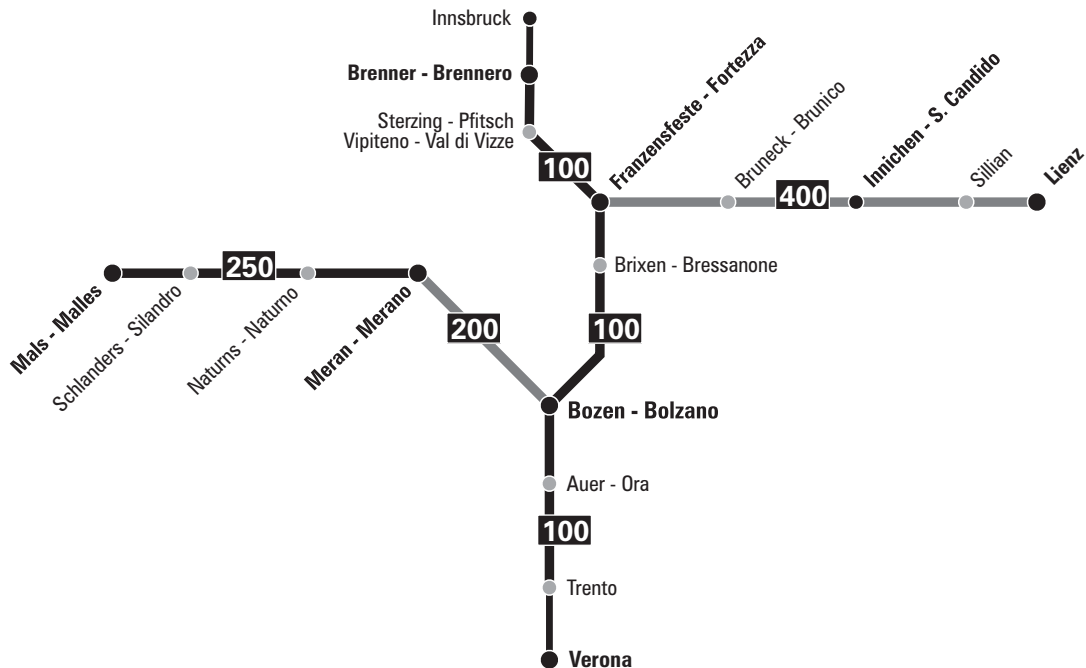 Innsbruck
Brenner - Brennero
Sterzing - Pfitsch
Vipiteno - Val di Vizze
100
Franzensfeste - Fortezza
Bruneck - Brunico
400
Innichen - S. Candido
Sillian
Lienz
Brixen - Bressanone
250
Mals - Malles
Schlanders - Silandro
Naturns - Naturno
Meran - Merano
200
100
Bozen - Bolzano
Auer - Ora
100
Trento
Verona